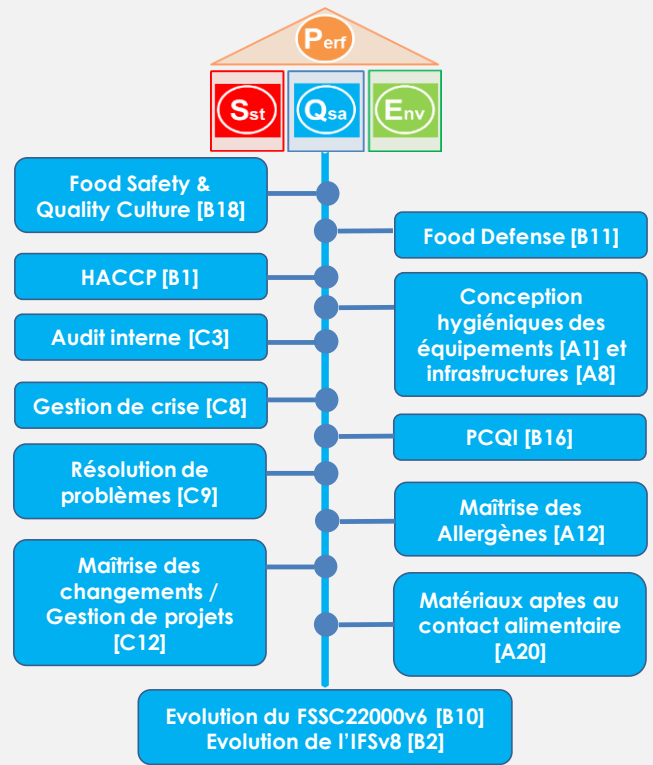 Perf
Sst
Qsa
Env
Food Safety &
Quality Culture [B18]
Food Defense [B11]
HACCP [B1]
Conception
hygiéniques des
équipements [A1] et
infrastructures [A8]
Audit interne [C3]
Gestion de crise [C8]
PCQI [B16]
Résolution de
problèmes [C9]
Maîtrise des
Allergènes [A12]
Maîtrise des
changements /
Gestion de projets
[C12]
Matériaux aptes au
contact alimentaire
[A20]
Evolution du FSSC22000v6 [B10]
Evolution de l'IFSv8 [B2]